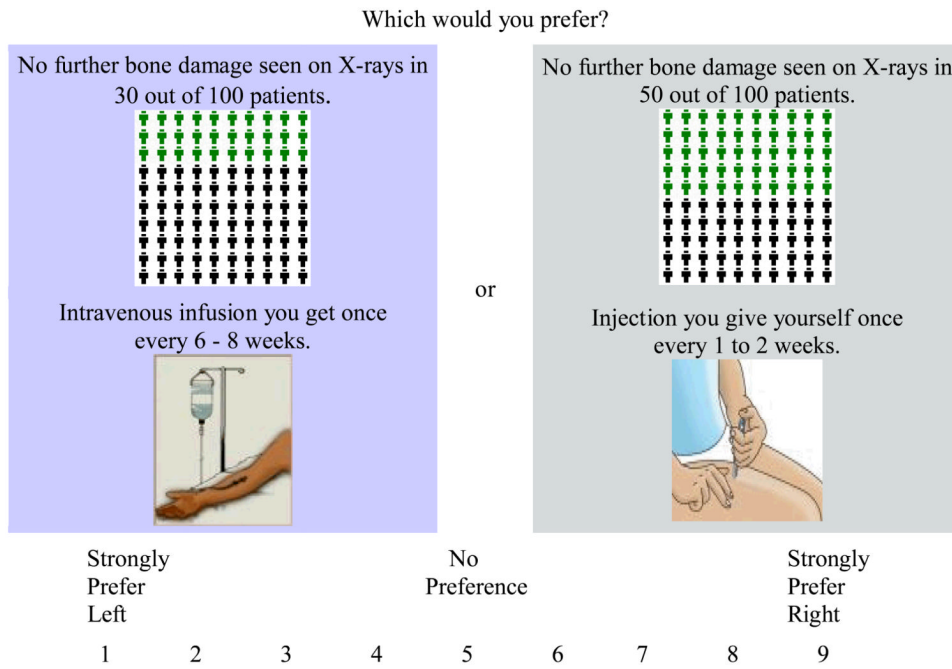 Which would you prefer?
No further bone damage seen on X-rays in
30 out of 100 patients.
Intravenous infusion you get once
every 6 - 8 weeks.
or
No further bone damage seen on X-rays in
50 out of 100 patients.
Injection you give yourself once
every 1 to 2 weeks.
Strongly
Prefer
Left
No
Preference
Strongly
Prefer
Right
1 2 3 4 5 6 7 8 9